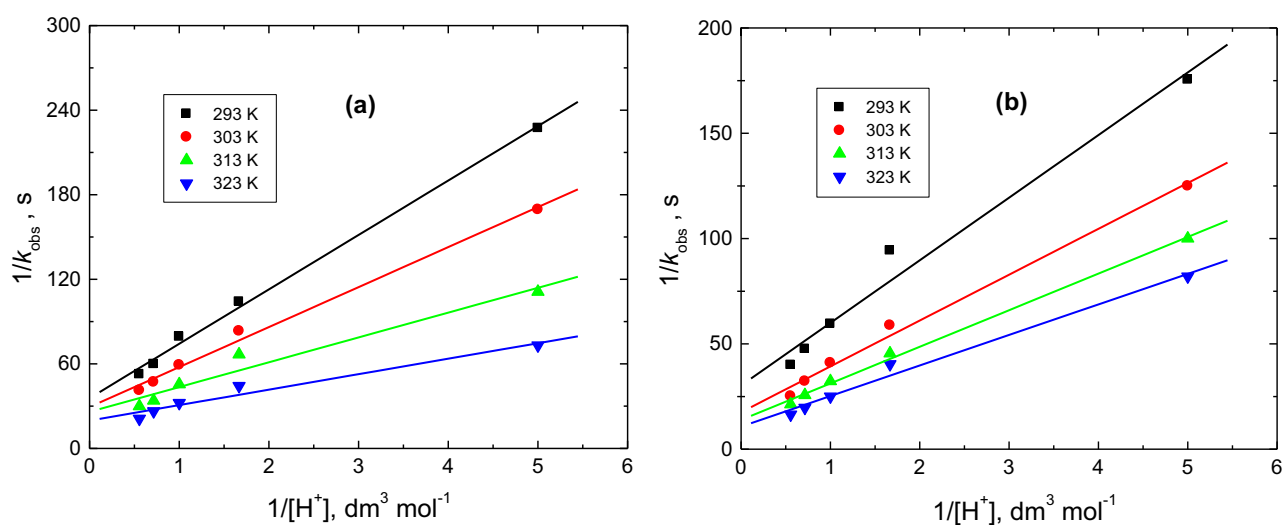 300
240
180
120
60
0
1/k_obs , s
(a)
293 K
303 K
313 K
323 K
0 1 2 3 4 5 6
1/[H⁺], dm³ mol⁻¹
200
150
100
50
0
1/k_obs , s
(b)
293 K
303 K
313 K
323 K
0 1 2 3 4 5 6
1/[H⁺], dm³ mol⁻¹